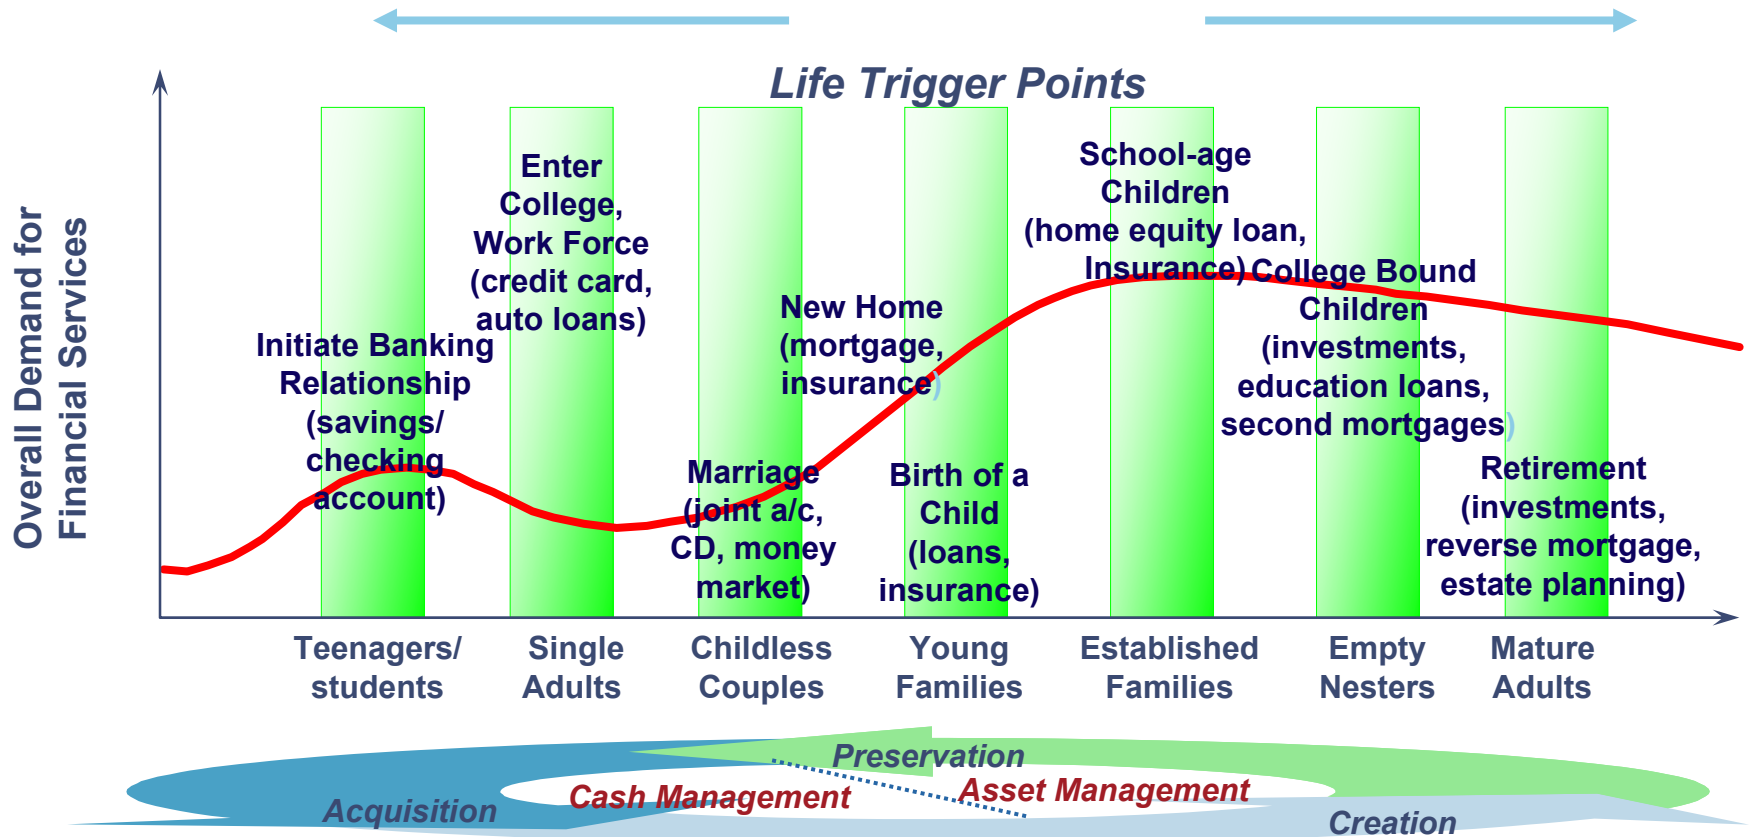 Life Trigger Points
Overall Demand for
Financial Services
Initiate Banking
Relationship
(savings/
checking
account)
Enter
College,
Work Force
(credit card,
auto loans)
Marriage
(joint a/c,
CD, money
market)
New Home
(mortgage,
insurance)
Birth of a
Child
(loans,
insurance)
School-age
Children
(home equity loan,
Insurance)
College Bound
Children
(investments,
education loans,
second mortgages)
Retirement
(investments,
reverse mortgage,
estate planning)
Teenagers/
students
Single
Adults
Childless
Couples
Young
Families
Established
Families
Empty
Nesters
Mature
Adults
Preservation
Cash Management
Asset Management
Acquisition
Creation